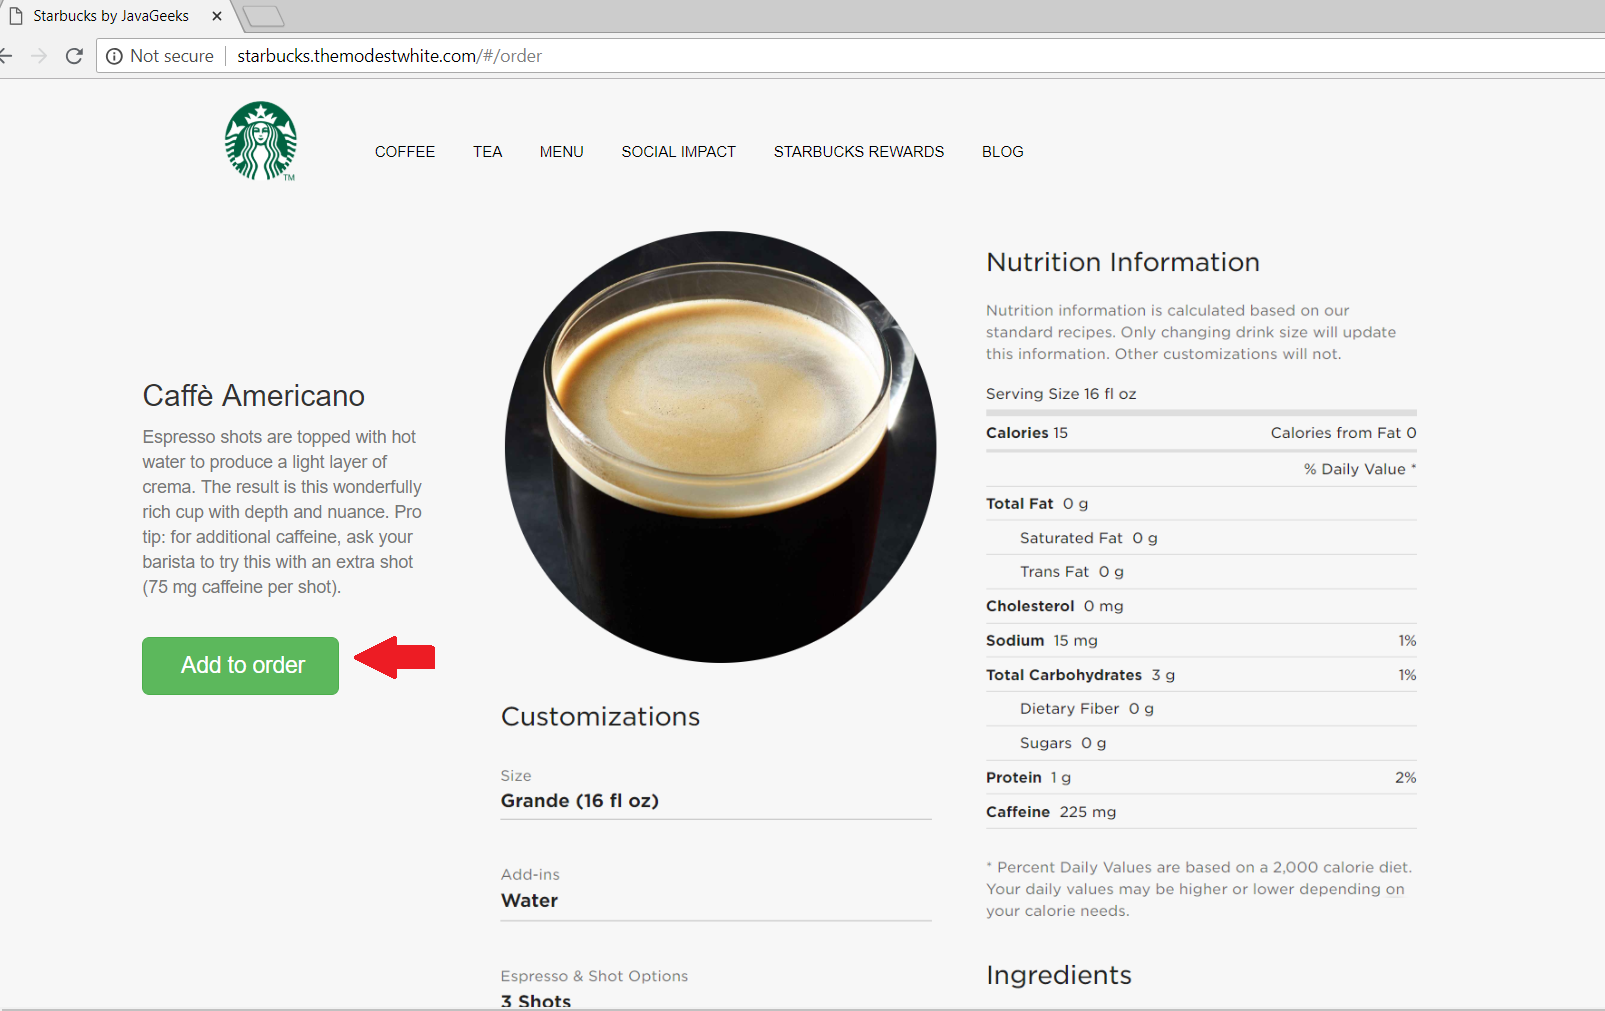 Starbucks by JavaGeeks
Not secure
starbucks.themodestwhite.com/#/order
TM
COFFEE
TEA
MENU
SOCIAL IMPACT
STARBUCKS REWARDS
BLOG
Caffè Americano
Espresso shots are topped with hot
water to produce a light layer of
crema. The result is this wonderfully
rich cup with depth and nuance. Pro
tip: for additional caffeine, ask your
barista to try this with an extra shot
(75 mg caffeine per shot).
Add to order
Customizations
Size
Grande (16 fl oz)
Add-ins
Water
Espresso & Shot Options
3 Shots
Nutrition Information
Nutrition information is calculated based on our
standard recipes. Only changing drink size will update
this information. Other customizations will not.
Serving Size 16 fl oz
Calories 15 Calories from Fat 0
% Daily Value *
Total Fat 0 g
Saturated Fat 0 g
Trans Fat 0 g
Cholesterol 0 mg
Sodium 15 mg 1%
Total Carbohydrates 3 g 1%
Dietary Fiber 0 g
Sugars 0 g
Protein 1 g 2%
Caffeine 225 mg
* Percent Daily Values are based on a 2,000 calorie diet.
Your daily values may be higher or lower depending on
your calorie needs.
Ingredients